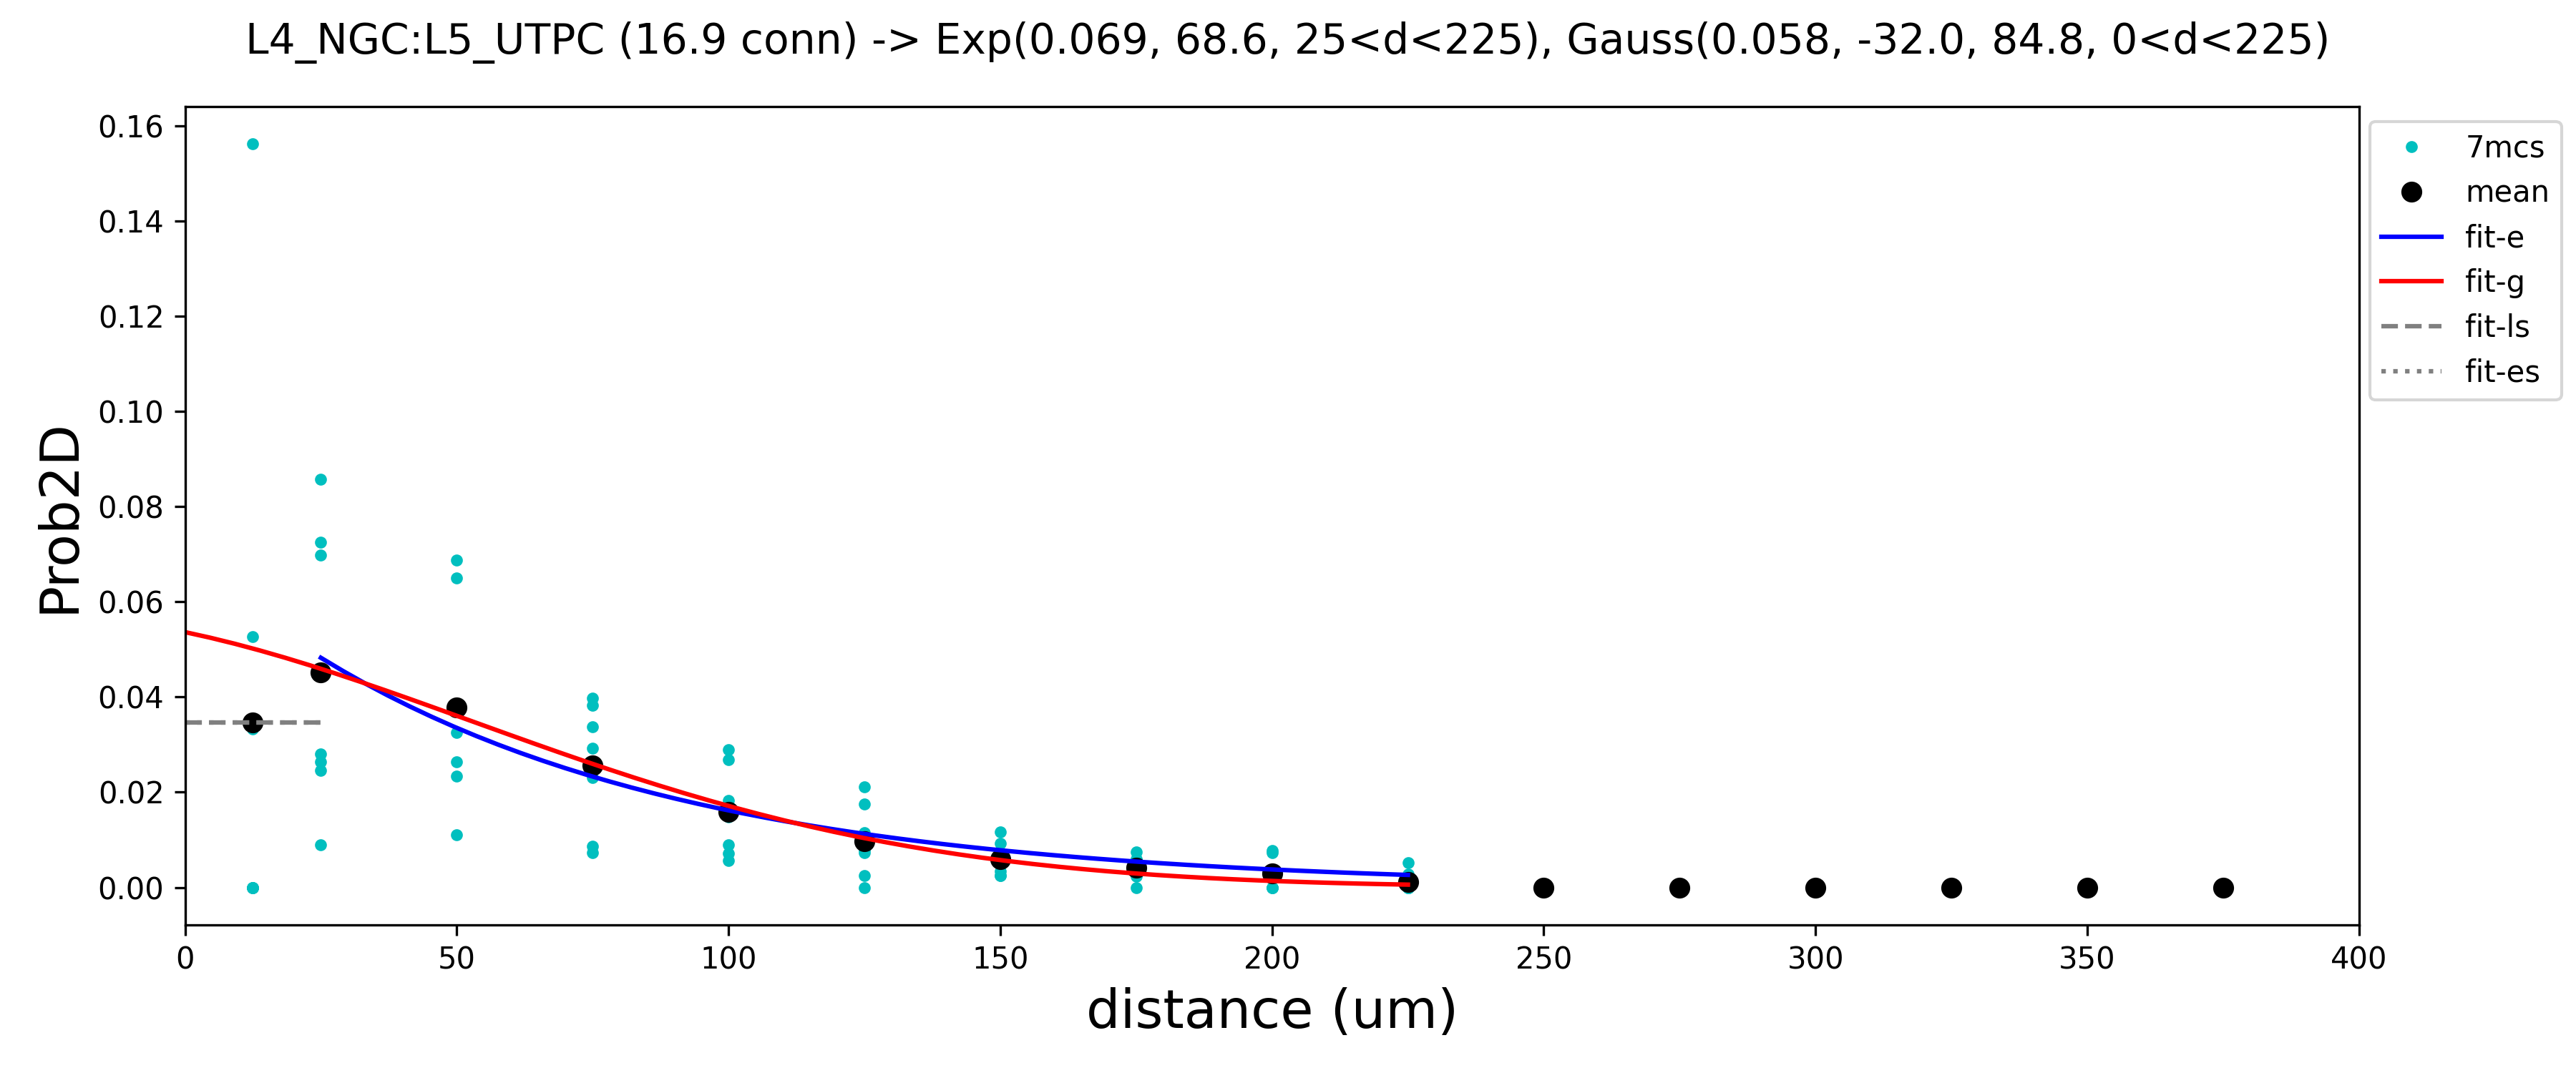 L4_NGC:L5_UTPC (16.9 conn) -> Exp(0.069, 68.6, 25<d<225), Gauss(0.058, -32.0, 84.8, 0<d<225)
0.16
0.14
0.12
0.10
0.08
0.06
0.04
0.02
0.00
Prob2D
0 50 100 150 200 250 300 350 400
distance (um)
7mcs
mean
fit-e
fit-g
fit-ls
fit-es